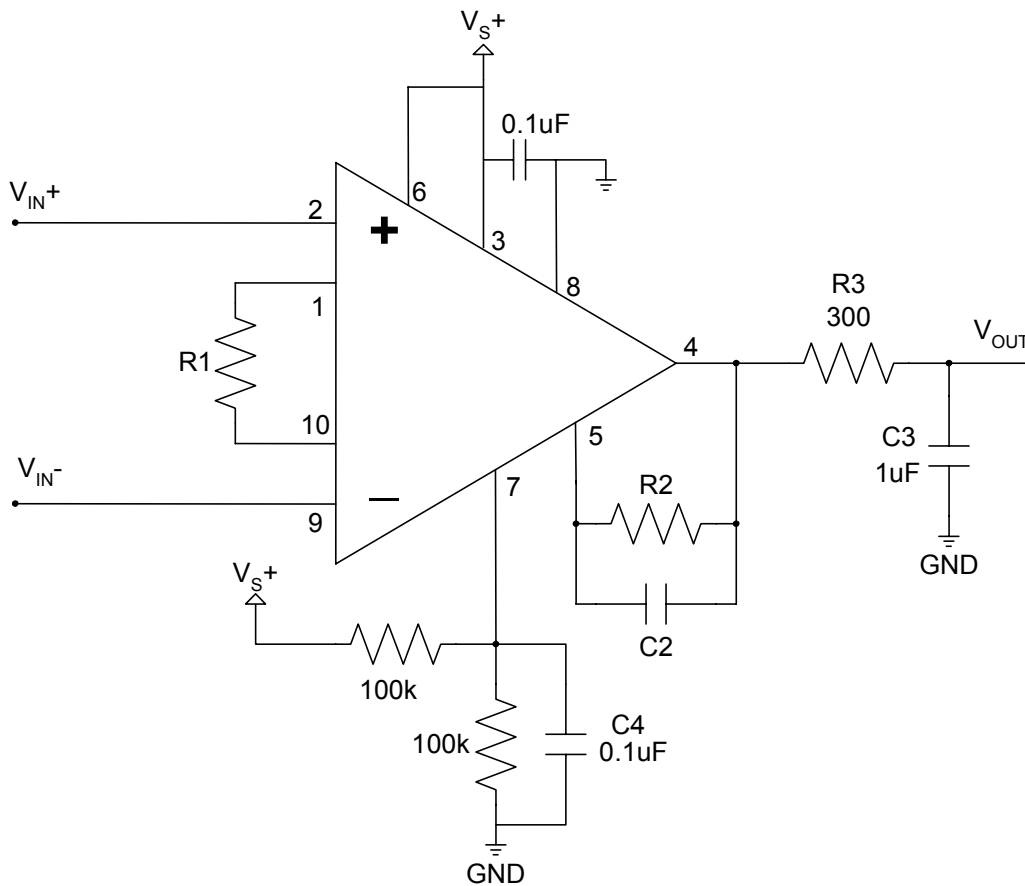 VS+
0.1uF
6
VIN+
2
+
3
1
8
R3
300
VOUT
R1
4
10
5
C3
1uF
VIN-
R2
7
9
GND
VS+
C2
100k
C4
0.1uF
100k
GND